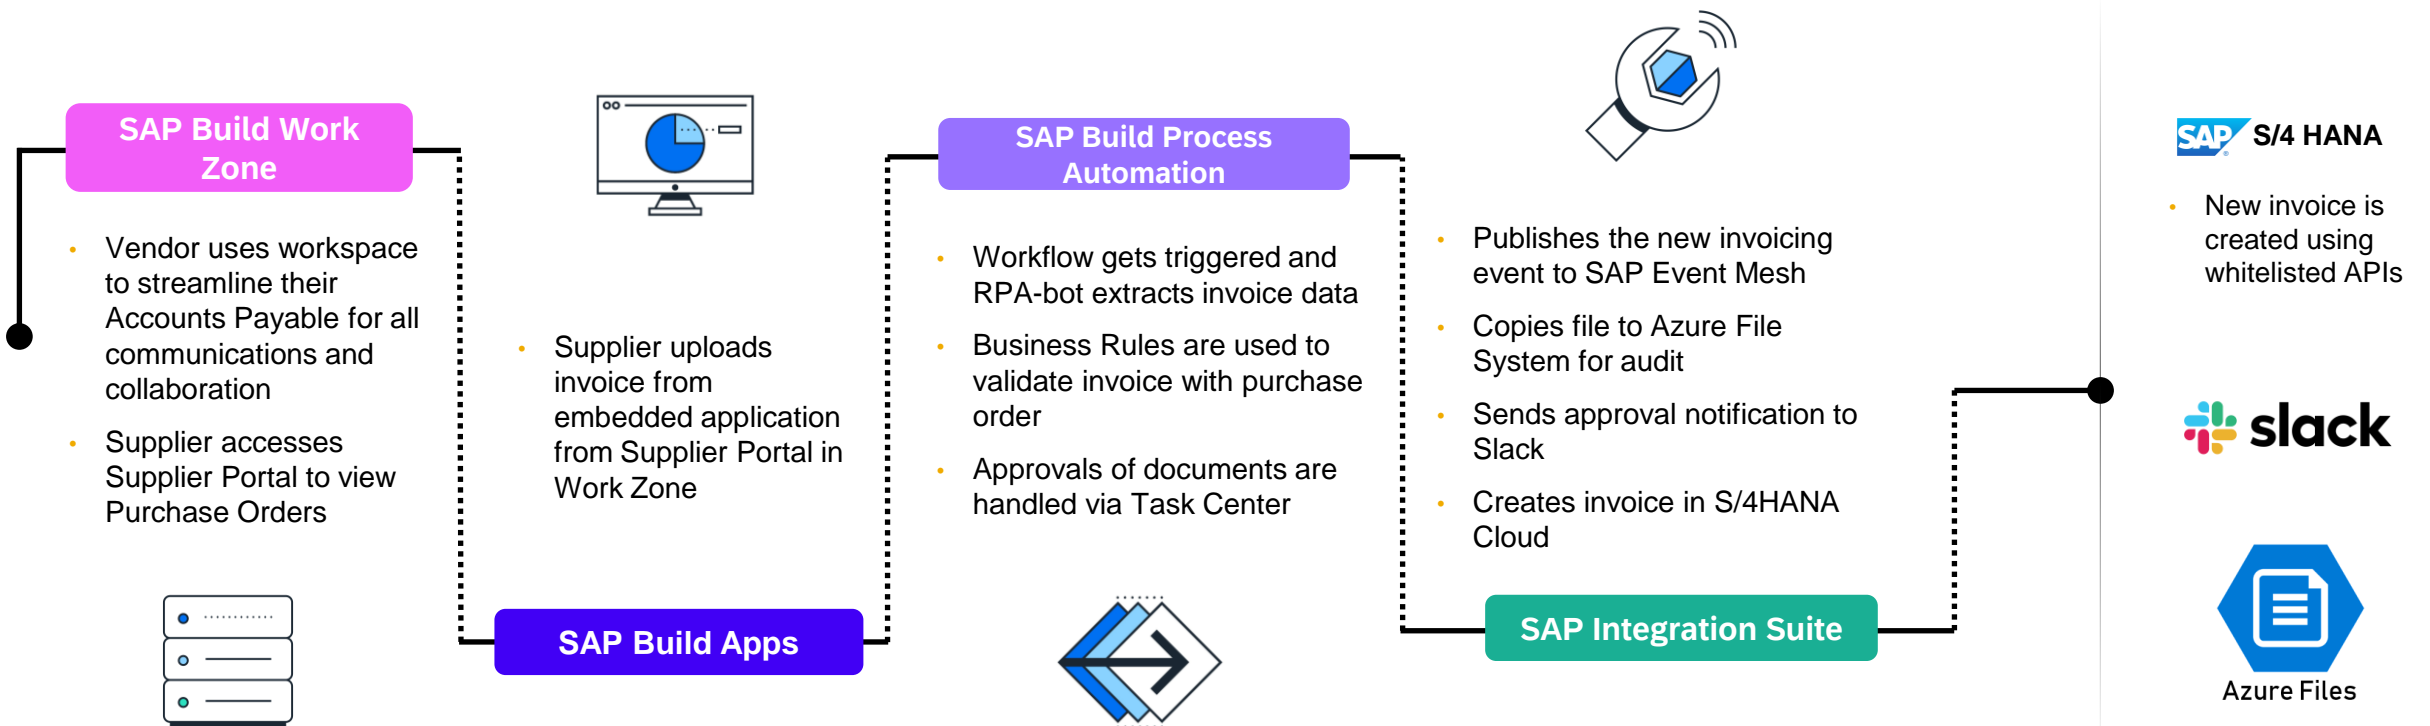 SAP Build Work
Zone
• Vendor uses workspace
to streamline their
Accounts Payable for all
communications and
collaboration
• Supplier accesses
Supplier Portal to view
Purchase Orders
• Supplier uploads
invoice from
embedded application
from Supplier Portal in
Work Zone
SAP Build Apps
SAP Build Process
Automation
• Workflow gets triggered and
RPA-bot extracts invoice data
• Business Rules are used to
validate invoice with purchase
order
• Approvals of documents are
handled via Task Center
• Publishes the new invoicing
event to SAP Event Mesh
• Copies file to Azure File
System for audit
• Sends approval notification to
Slack
• Creates invoice in S/4HANA
Cloud
SAP Integration Suite
SAP® S/4 HANA
• New invoice is
created using
whitelisted APIs
slack
Azure Files